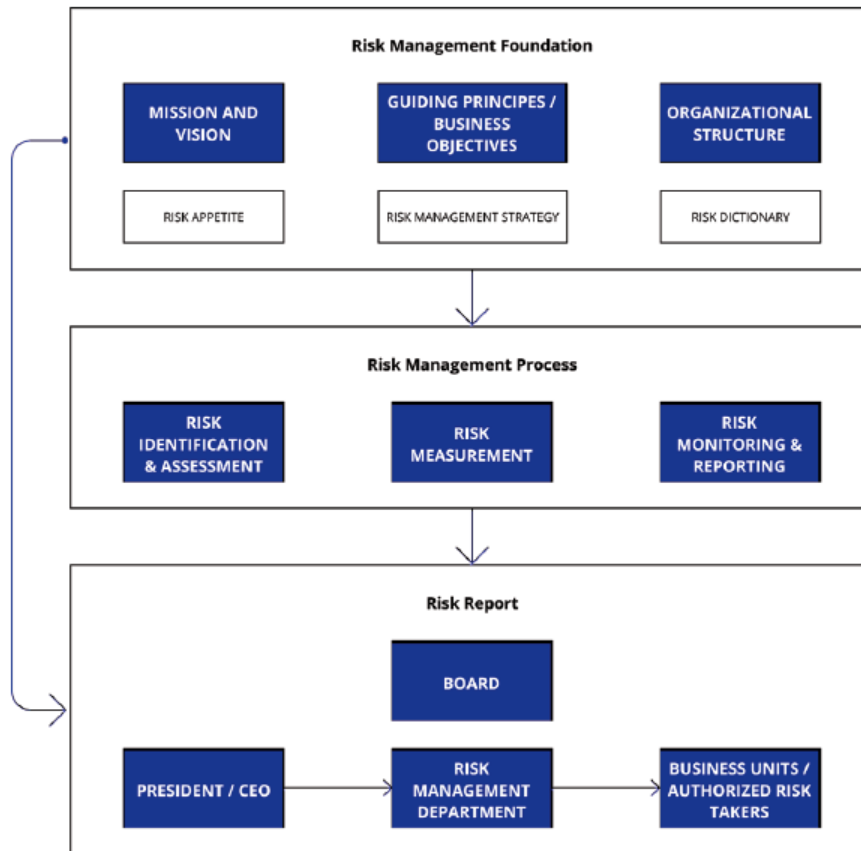 Risk Management Foundation
MISSION AND
VISION
GUIDING PRINCIPES /
BUSINESS
OBJECTIVES
ORGANIZATIONAL
STRUCTURE
RISK APPETITE
RISK MANAGEMENT STRATEGY
RISK DICTIONARY
Risk Management Process
RISK
IDENTIFICATION
& ASSESSMENT
RISK
MEASUREMENT
RISK
MONITORING &
REPORTING
Risk Report
BOARD
PRESIDENT / CEO
RISK
MANAGEMENT
DEPARTMENT
BUSINESS UNITS /
AUTHORIZED RISK
TAKERS